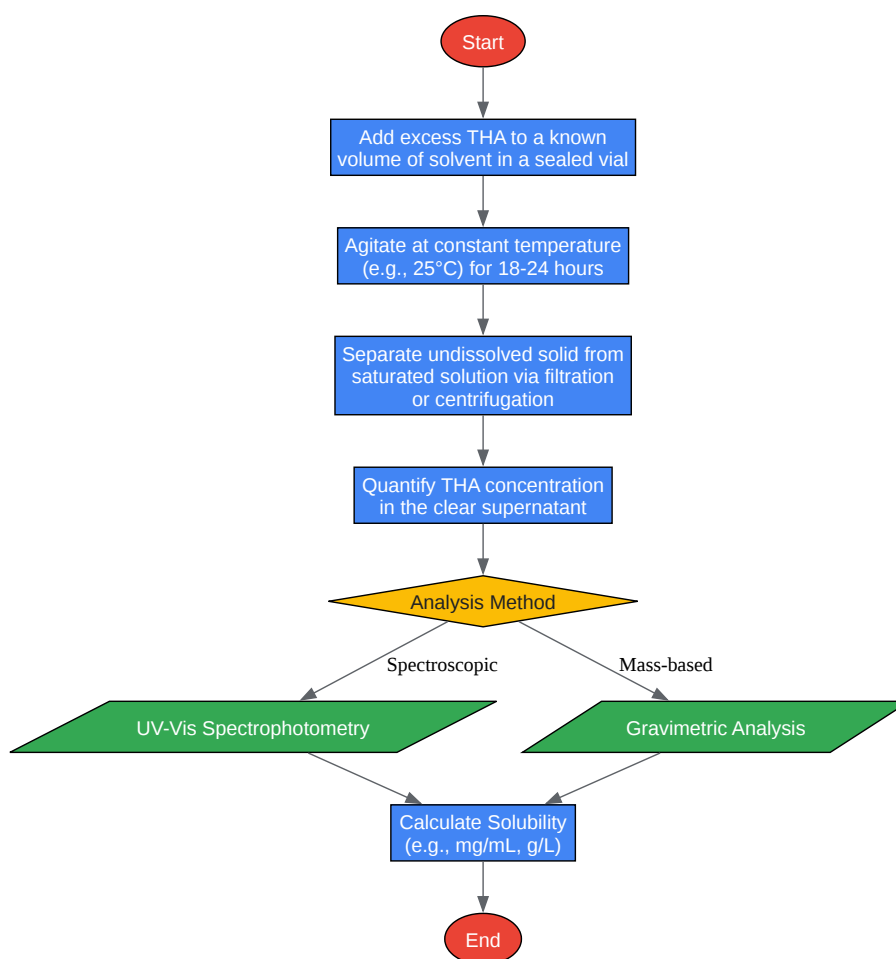 Start
Add excess THA to a known
volume of solvent in a sealed vial
Agitate at constant temperature
(e.g., 25°C) for 18-24 hours
Separate undissolved solid from
saturated solution via filtration
or centrifugation
Quantify THA concentration
in the clear supernatant
Analysis Method
Spectroscopic
Mass-based
UV-Vis Spectrophotometry
Gravimetric Analysis
Calculate Solubility
(e.g., mg/mL, g/L)
End